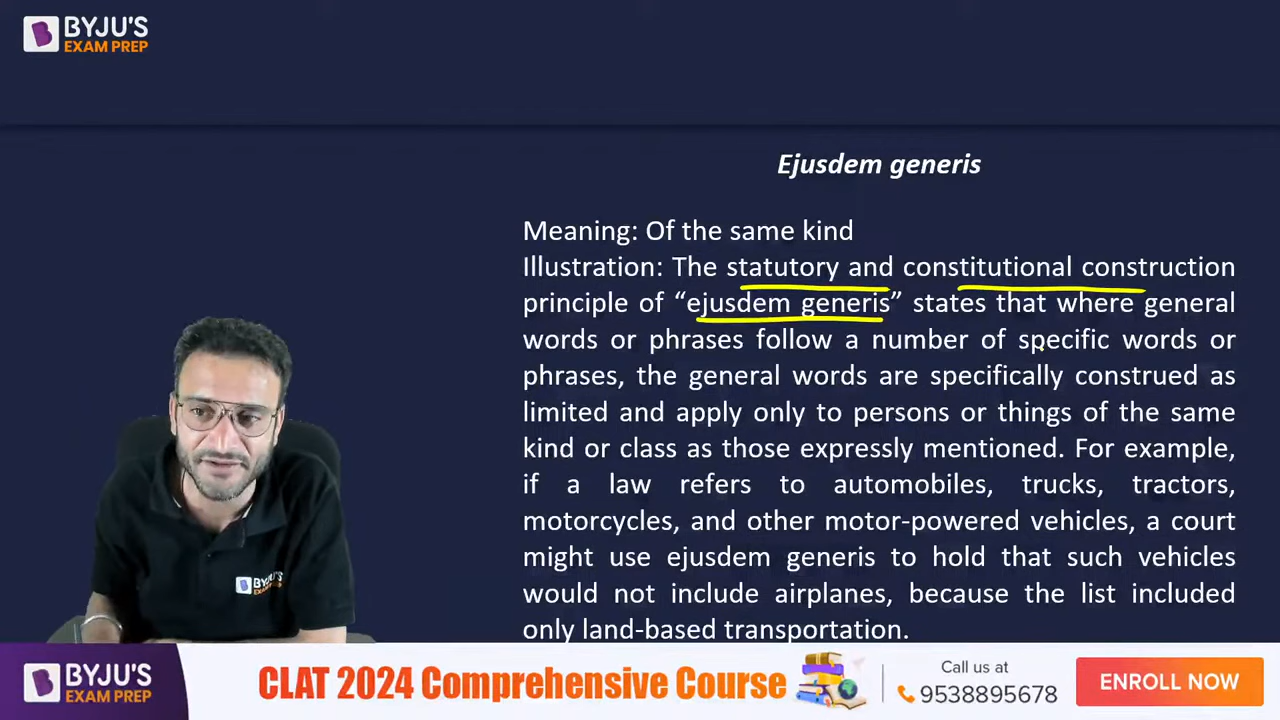 BYJU'S
EXAM PREP
Ejusdem generis
Meaning: Of the same kind
Illustration: The statutory and constitutional construction
principle of “ejusdem generis” states that where general
words or phrases follow a number of specific words or
phrases, the general words are specifically construed as
limited and apply only to persons or things of the same
kind or class as those expressly mentioned. For example,
if a law refers to automobiles, trucks, tractors,
motorcycles, and other motor-powered vehicles, a court
might use ejusdem generis to hold that such vehicles
would not include airplanes, because the list included
only land-based transportation.
BYJU'S
EXAM PREP
BYJU'S
EXAM PREP
CLAT 2024 Comprehensive Course
Call us at
9538895678
ENROLL NOW